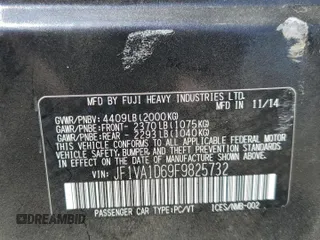 MFD BY FUJI HEAVY INDUSTRIES LTD.
MFD IN 11/14
GVWR/PNBV: 4409LB(2000KG)
GAWR/PNBE:FRONT- 2370LB(1075KG)
GAWR/PNBE:REAR - 2293LB(1040KG)
THIS VEHICLE CONFORMS TO ALL APPLICABLE FEDERAL MOTOR
VEHICLE SAFETY, BUMPER, AND THEFT PREVENTION STANDARDS
IN EFFECT ON THE DATE OF MANUFACTURE SHOWN ABOVE.
VIN: JF1VA1D69F9825732
PASSENGER CAR TYPE:PC/VT ICES/NMB-002
DREAMBID